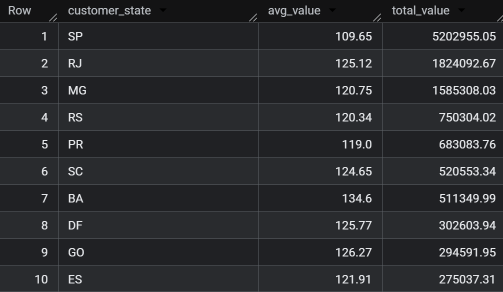 Row customer_state avg_value total_value
1 SP 109.65 5202955.05
2 RJ 125.12 1824092.67
3 MG 120.75 1585308.03
4 RS 120.34 750304.02
5 PR 119.0 683083.76
6 SC 124.65 520553.34
7 BA 134.6 511349.99
8 DF 125.77 302603.94
9 GO 126.27 294591.95
10 ES 121.91 275037.31